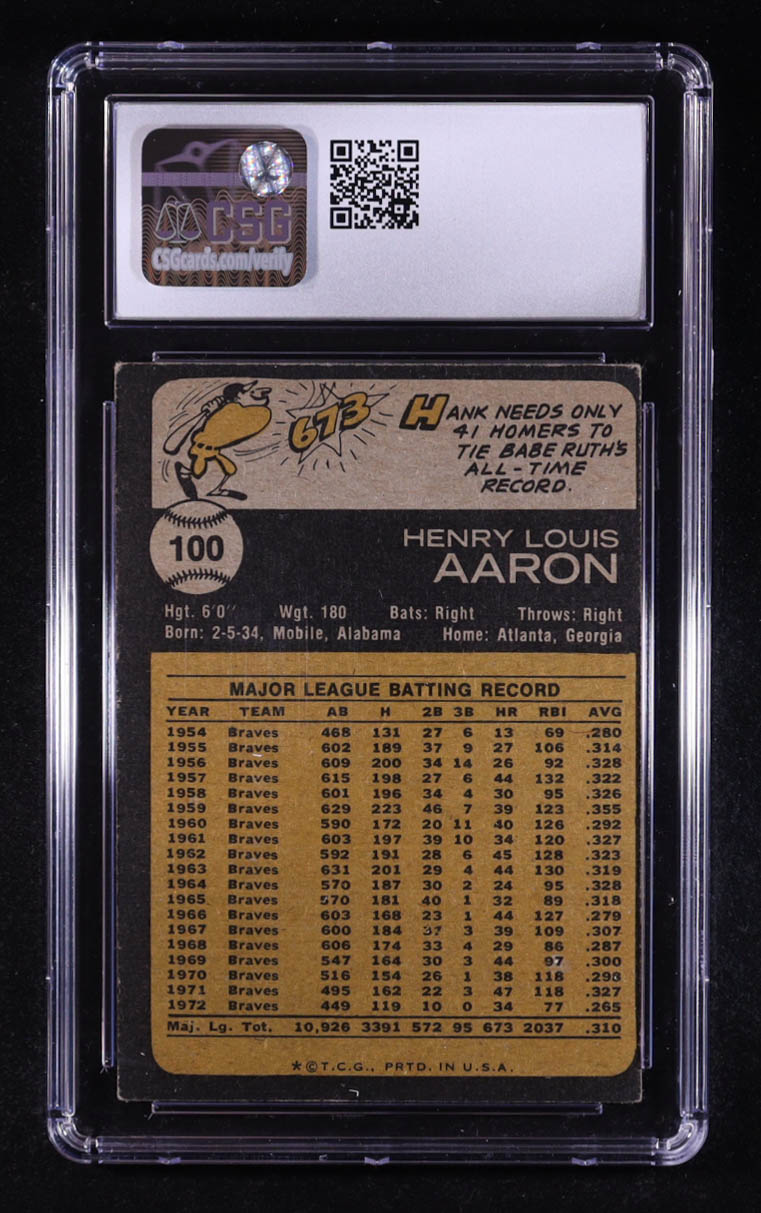 CSG
CSGcards.com/verify
673
HANK NEEDS ONLY
41 HOMERS TO
TIE BABE RUTH'S
ALL-TIME
RECORD.
100
HENRY LOUIS
AARON
Hgt. 6'0" Wgt. 180 Bats: Right Throws: Right
Born: 2-5-34, Mobile, Alabama Home: Atlanta, Georgia
MAJOR LEAGUE BATTING RECORD
YEAR TEAM AB H 2B 3B HR RBI AVG
1954 Braves 468 131 27 6 13 69 .280
1955 Braves 602 189 37 9 27 106 .314
1956 Braves 609 200 34 14 26 92 .328
1957 Braves 615 198 27 6 44 132 .322
1958 Braves 601 196 34 4 30 95 .326
1959 Braves 629 223 46 7 39 123 .355
1960 Braves 590 172 20 11 40 126 .292
1961 Braves 603 197 39 10 34 120 .327
1962 Braves 592 191 28 6 45 128 .323
1963 Braves 631 201 29 4 44 130 .319
1964 Braves 570 187 30 2 24 95 .328
1965 Braves 570 181 40 1 32 89 .318
1966 Braves 603 168 23 1 44 127 .279
1967 Braves 600 184 37 3 39 109 .307
1968 Braves 606 174 33 4 29 86 .287
1969 Braves 547 164 30 3 44 97 .300
1970 Braves 516 154 26 1 38 118 .298
1971 Braves 495 162 22 3 47 118 .327
1972 Braves 449 119 10 0 34 77 .265
Maj. Lg. Tot. 10,926 3391 572 95 673 2037 .310
*©T.C.G., PRTD. IN U.S.A.